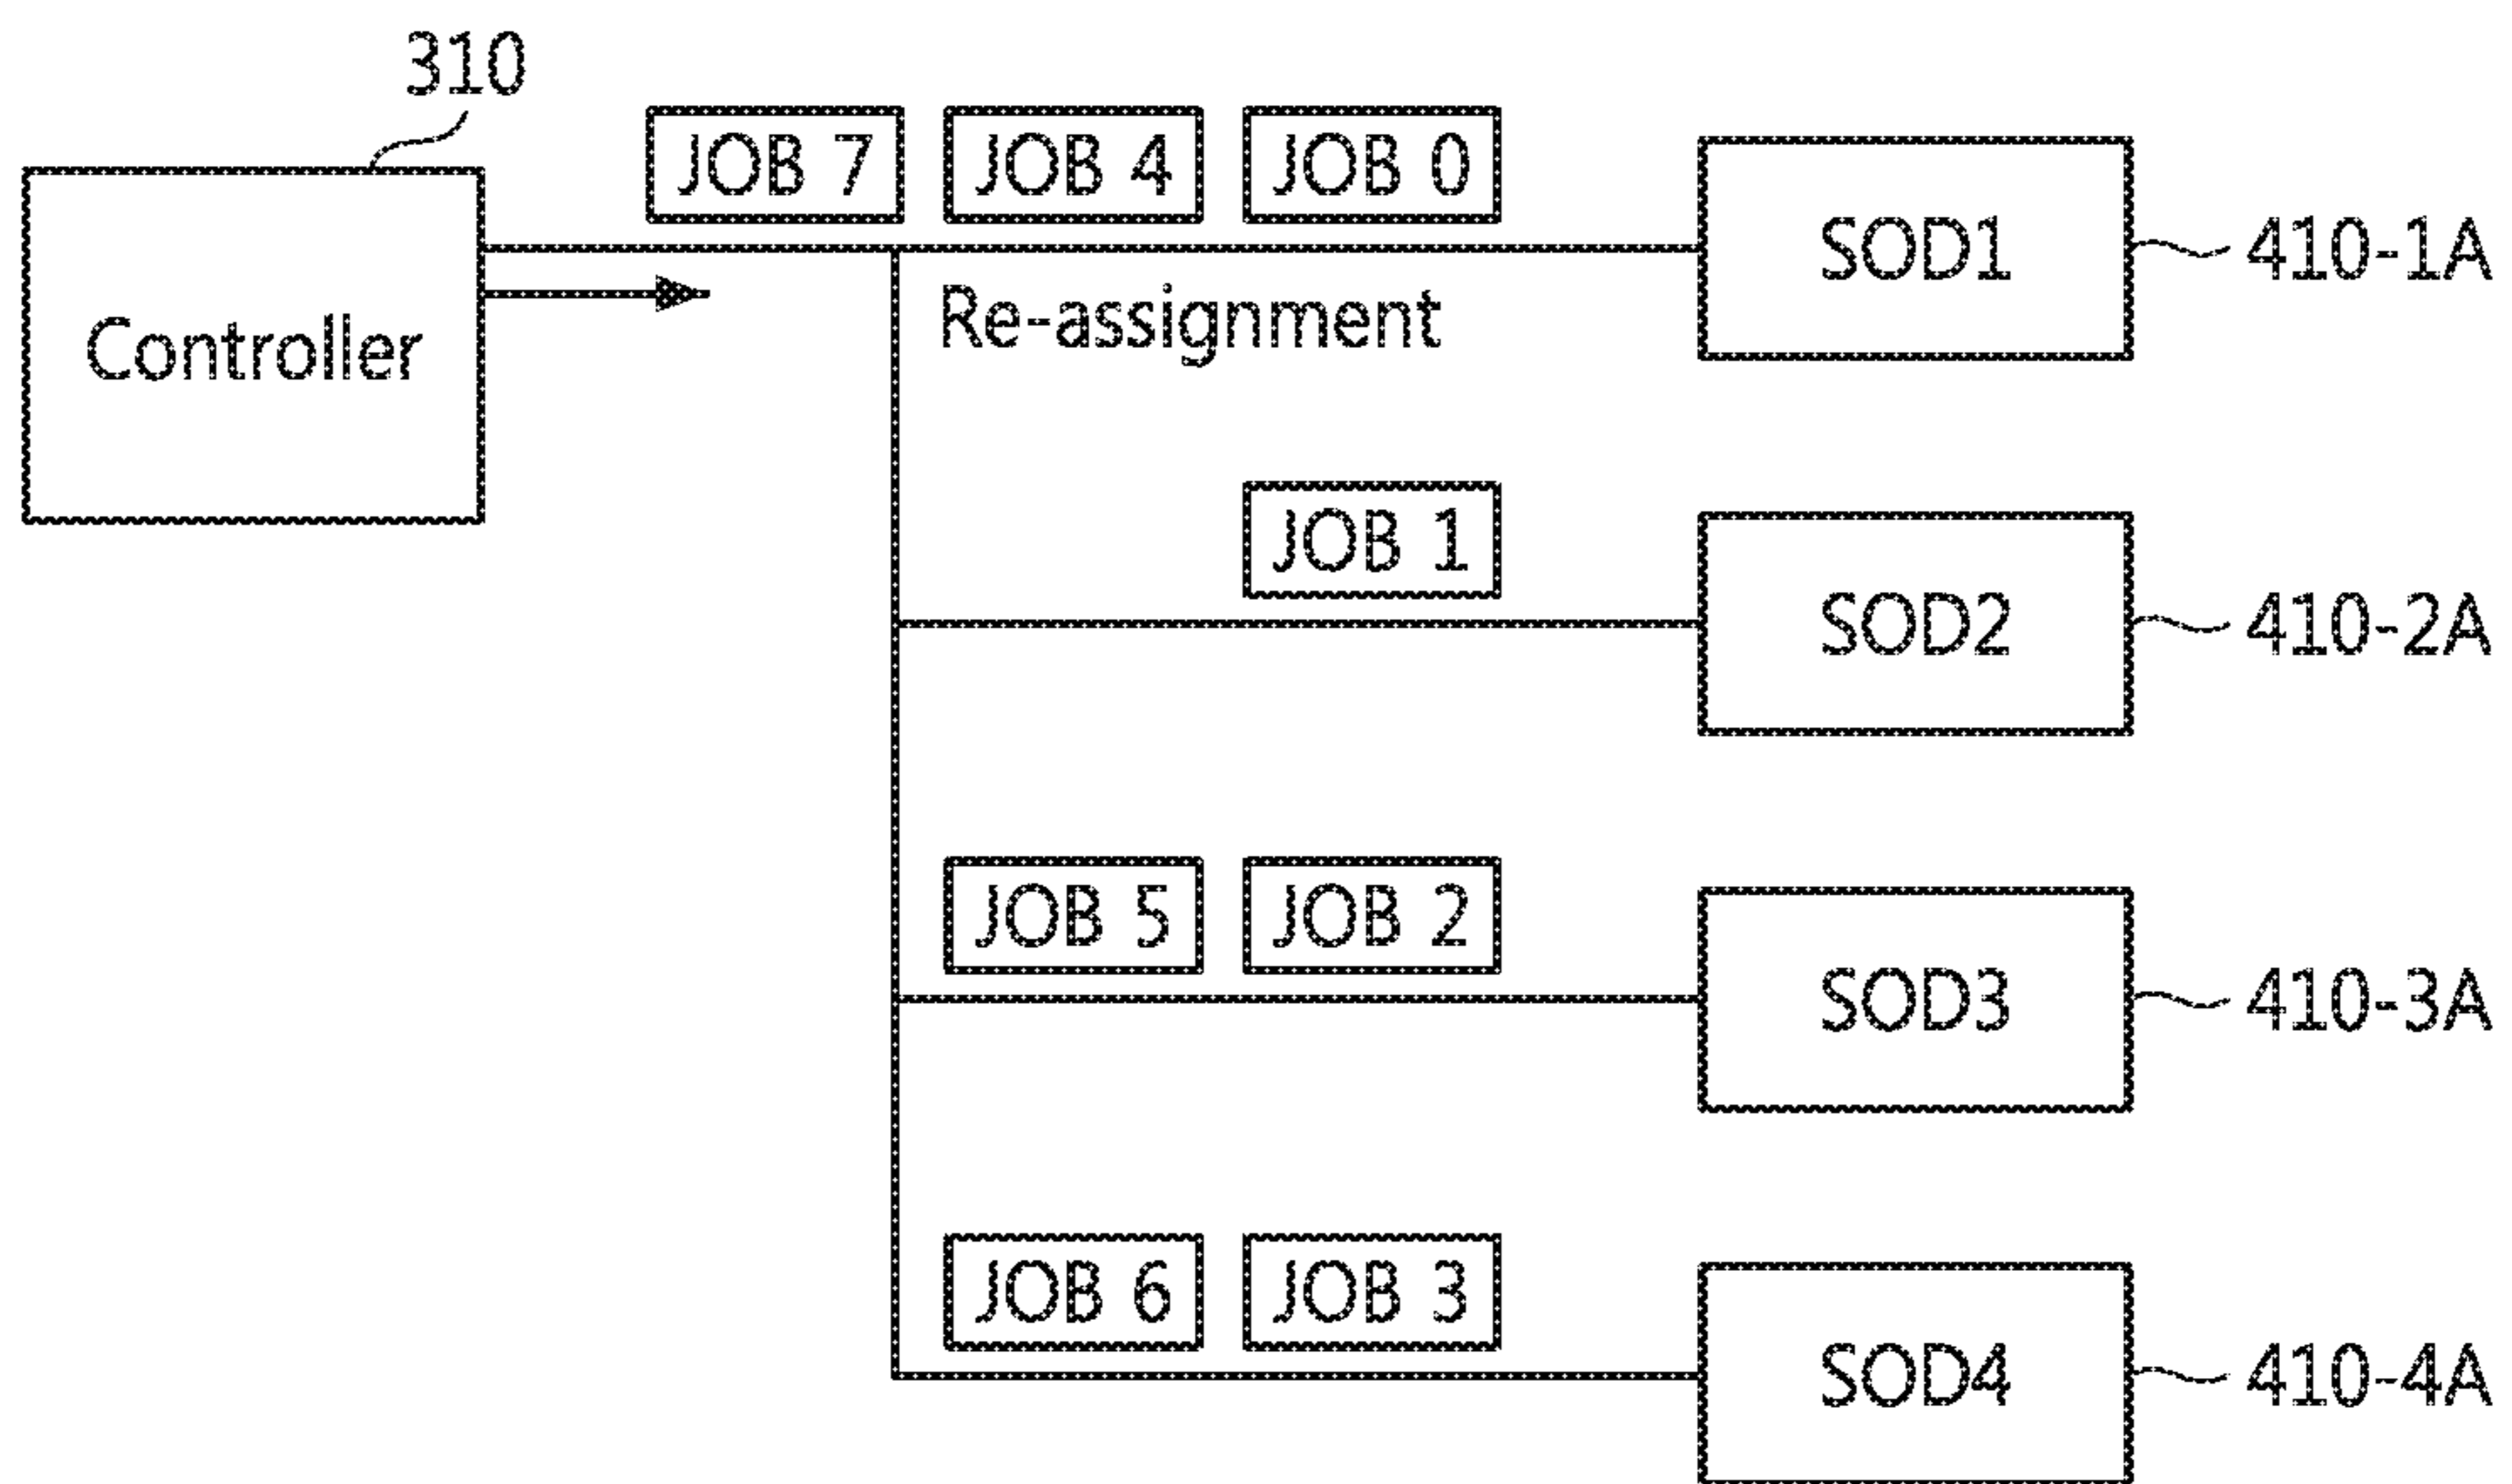 310
JOB 7 JOB 4 JOB 0
SOD1 410-1A
Controller Re-assignment
JOB 1
SOD2 410-2A
JOB 5 JOB 2
SOD3 410-3A
JOB 6 JOB 3
SOD4 410-4A